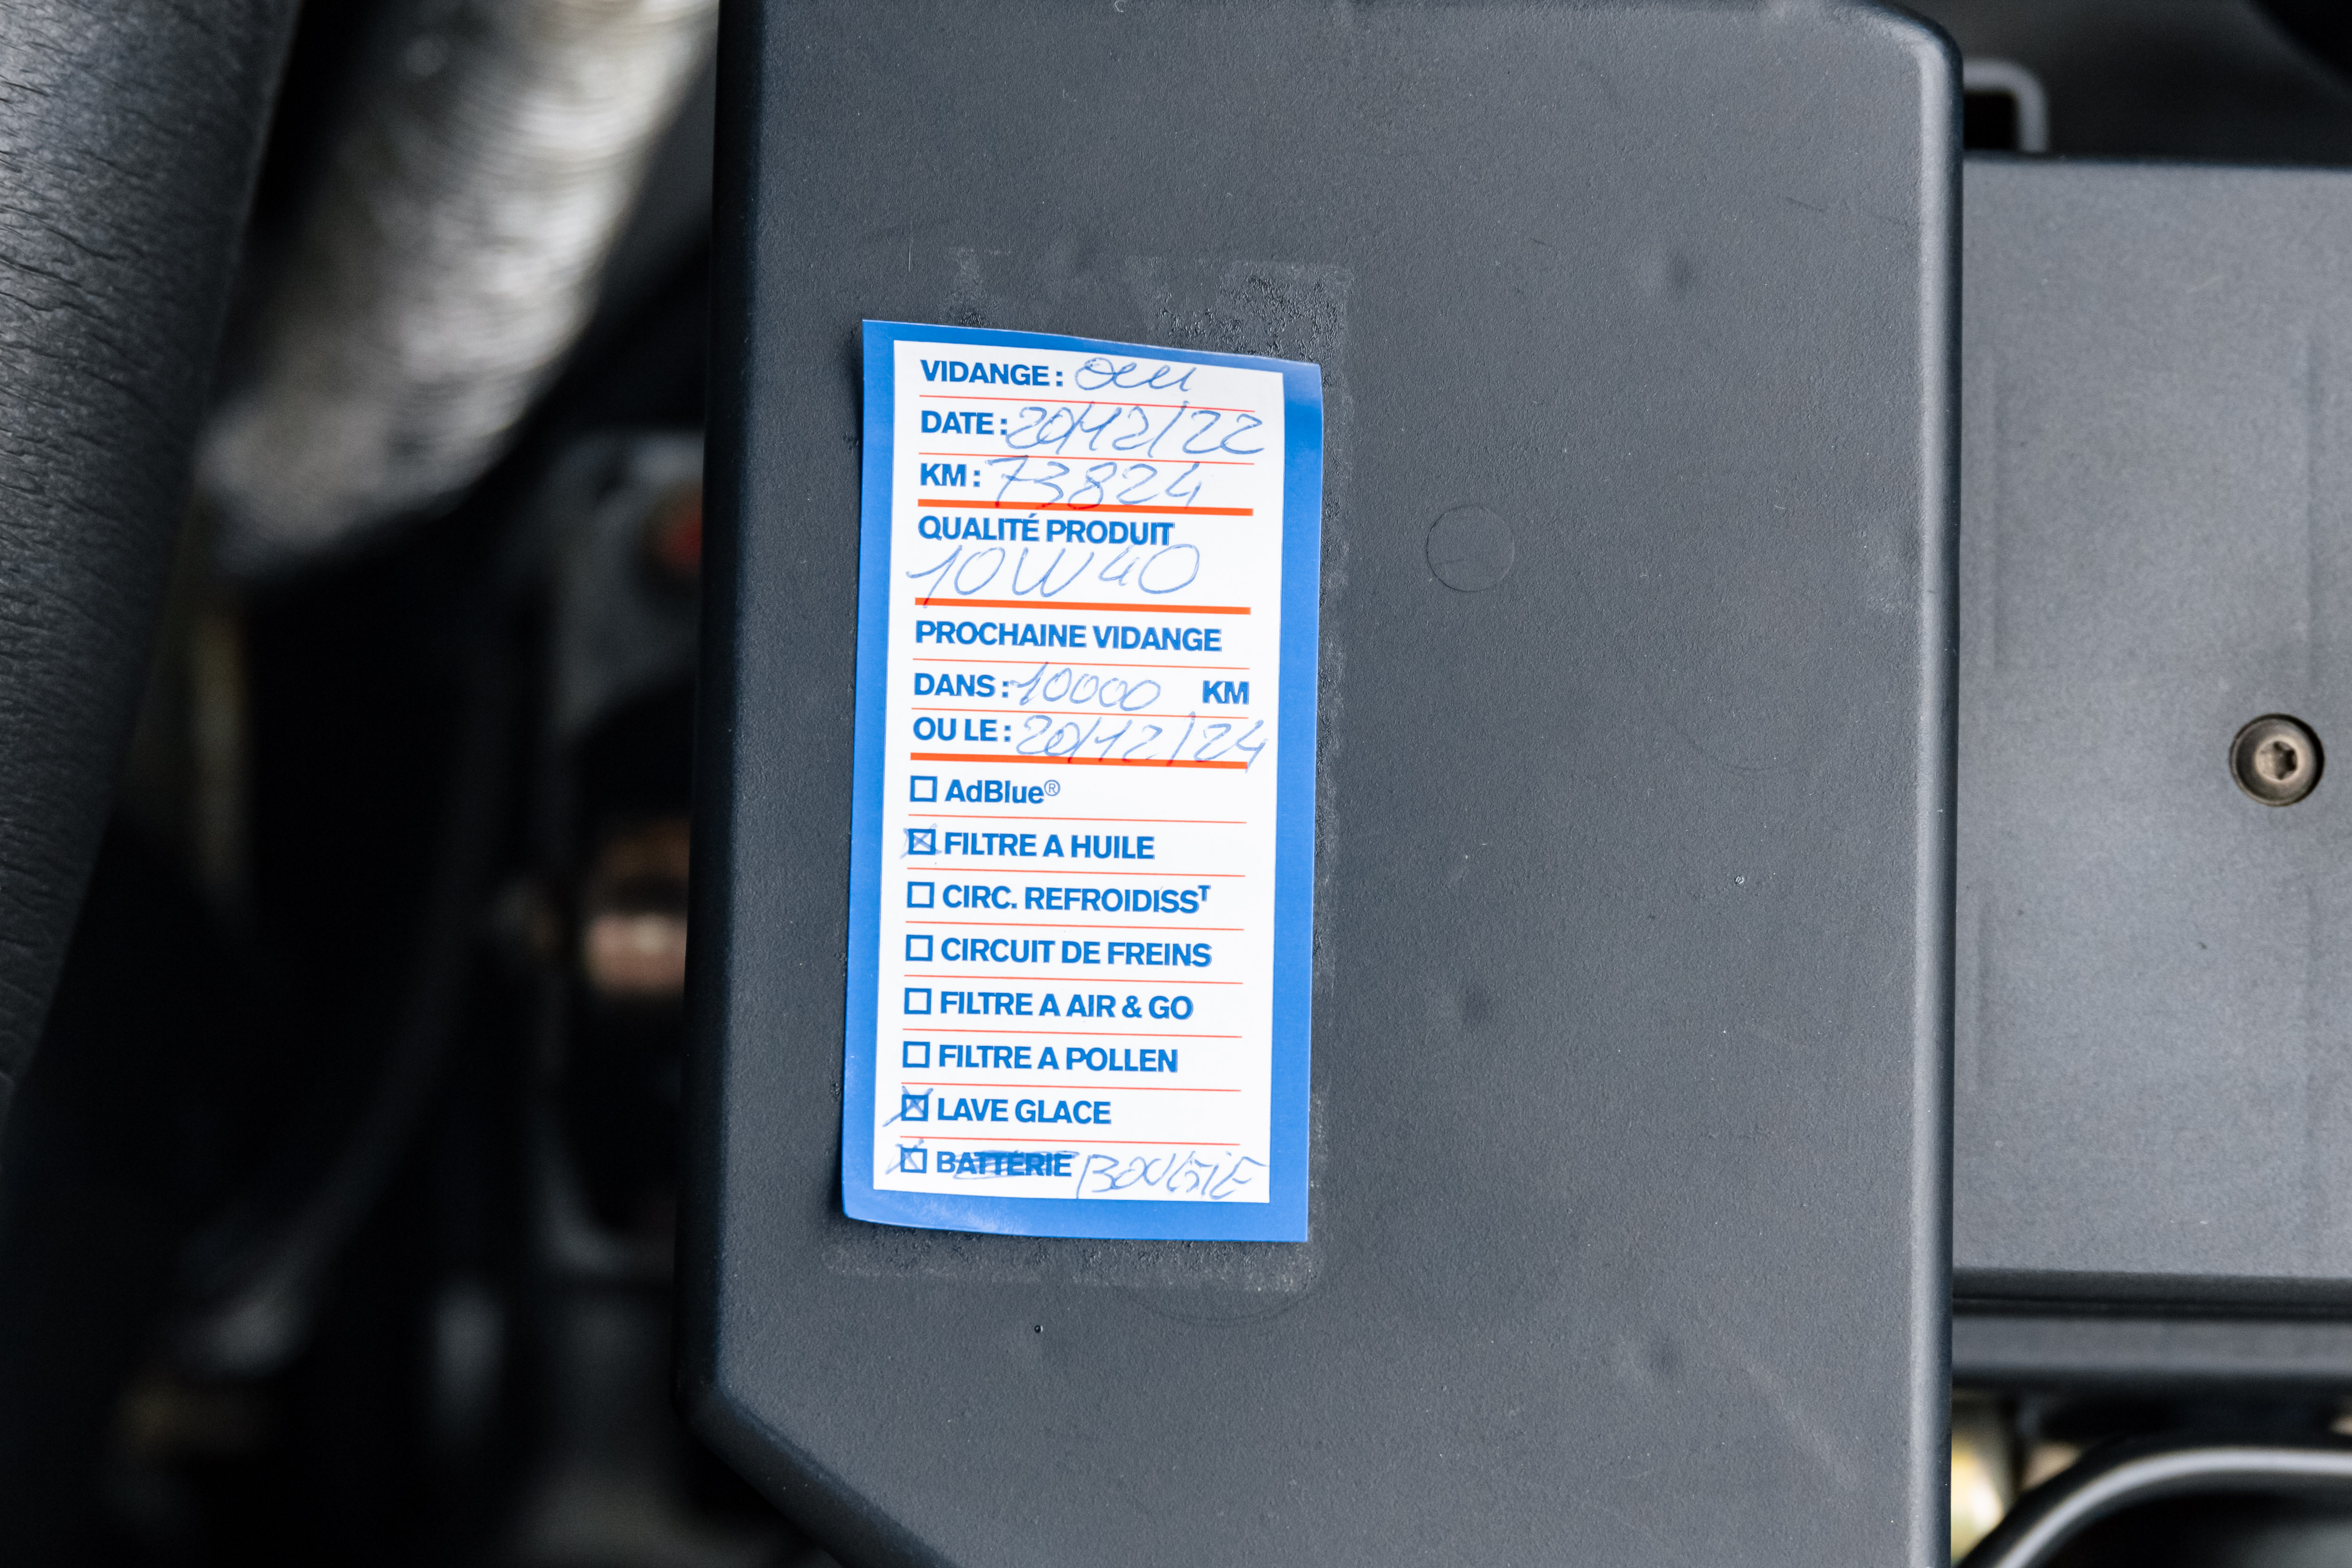 VIDANGE : oui
DATE : 20/12/22
KM : 73824
QUALITÉ PRODUIT
10W40
PROCHAINE VIDANGE
DANS : 10000 KM
OU LE : 20/12/24
☐ AdBlue®
☒ FILTRE A HUILE
☐ CIRC. REFROIDISSᵀ
☐ CIRCUIT DE FREINS
☐ FILTRE A AIR & GO
☐ FILTRE A POLLEN
☒ LAVE GLACE
☒ BATTERIE BOUGIE